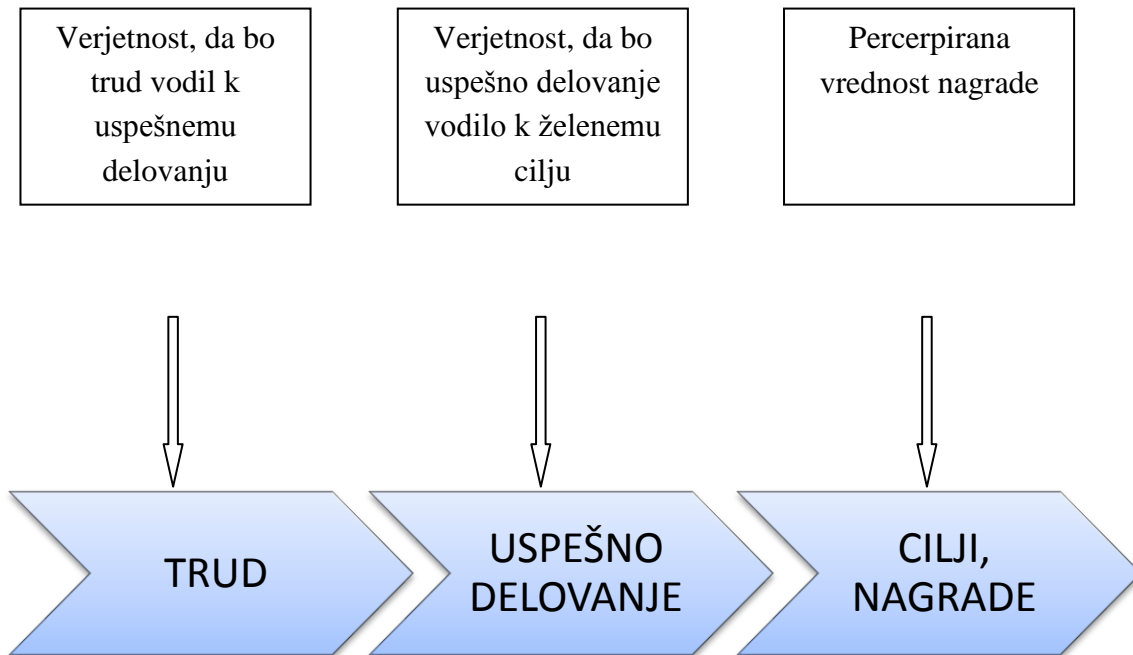 Verjetnost, da bo
trud vodil k
uspešnemu
delovanju
Verjetnost, da bo
uspešno delovanje
vodilo k želenemu
cilju
Percerpirana
vrednost nagrade
TRUD
USPEŠNO
DELOVANJE
CILJI,
NAGRADE